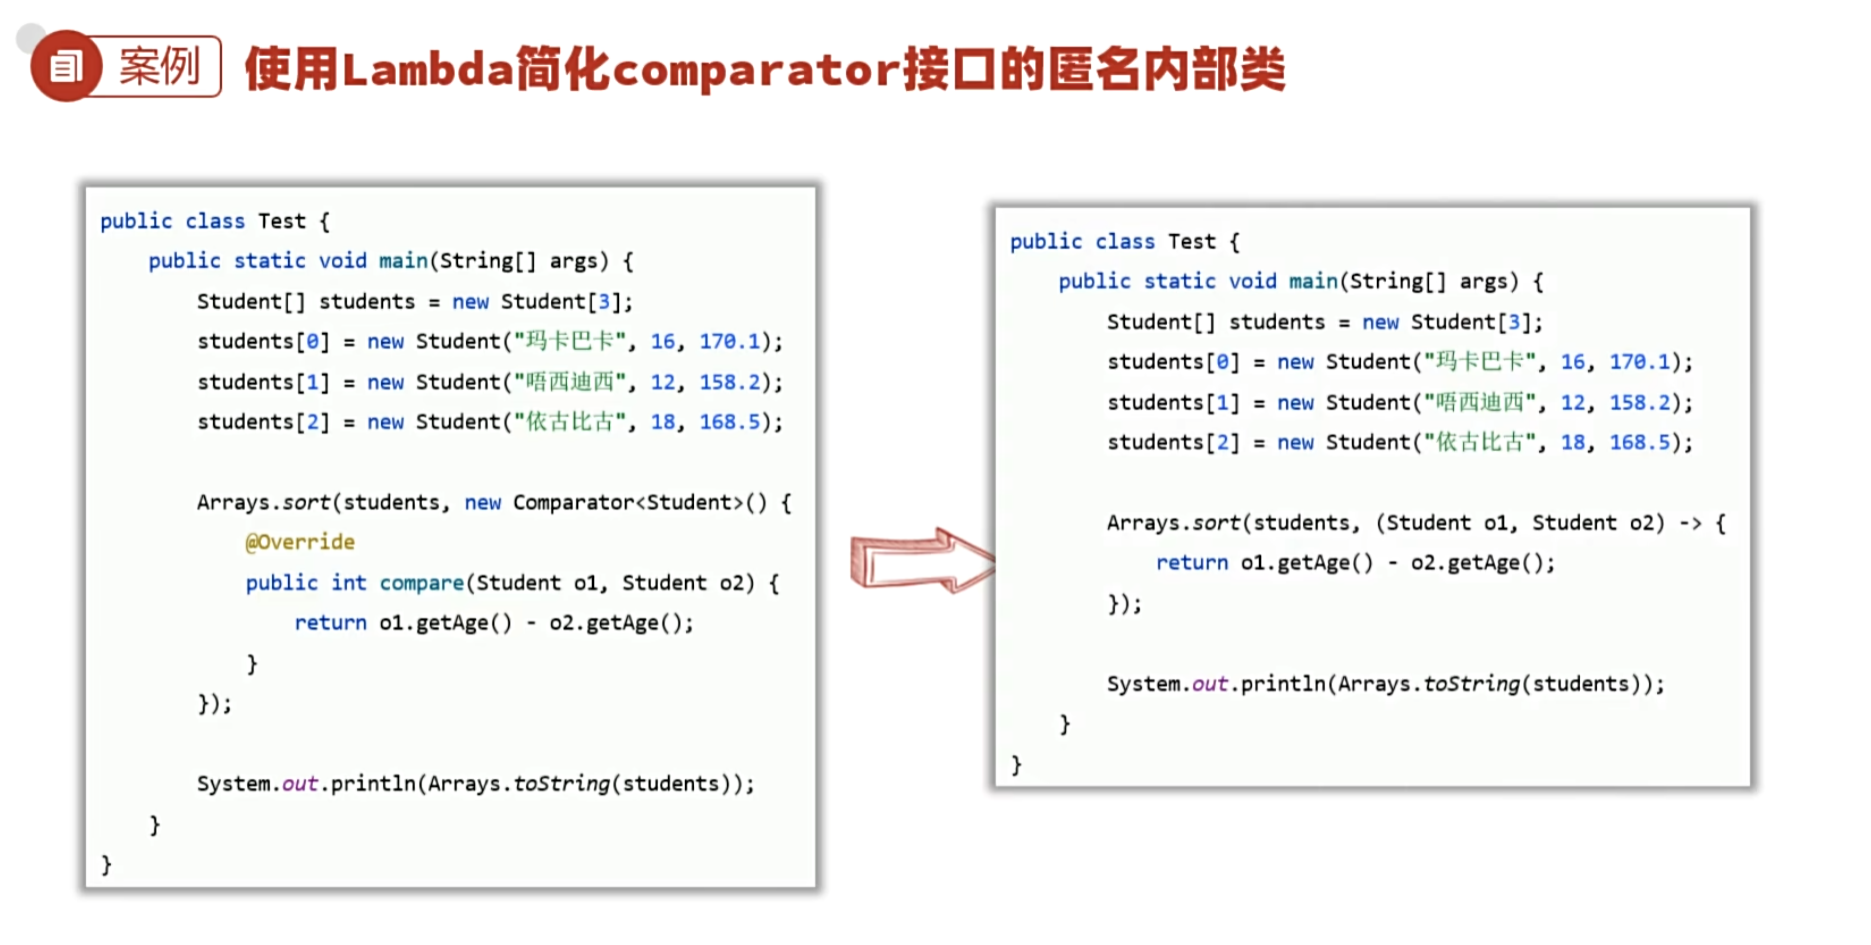 案例
使用Lambda简化comparator接口的匿名内部类
public class Test {
public static void main(String[] args) {
Student[] students = new Student[3];
students[0] = new Student("玛卡巴卡", 16, 170.1);
students[1] = new Student("唔西迪西", 12, 158.2);
students[2] = new Student("依古比古", 18, 168.5);
Arrays.sort(students, new Comparator<Student>() {
@Override
public int compare(Student o1, Student o2) {
return o1.getAge() - o2.getAge();
}
});
System.out.println(Arrays.toString(students));
}
}
public class Test {
public static void main(String[] args) {
Student[] students = new Student[3];
students[0] = new Student("玛卡巴卡", 16, 170.1);
students[1] = new Student("唔西迪西", 12, 158.2);
students[2] = new Student("依古比古", 18, 168.5);
Arrays.sort(students, (Student o1, Student o2) -> {
return o1.getAge() - o2.getAge();
});
System.out.println(Arrays.toString(students));
}
}